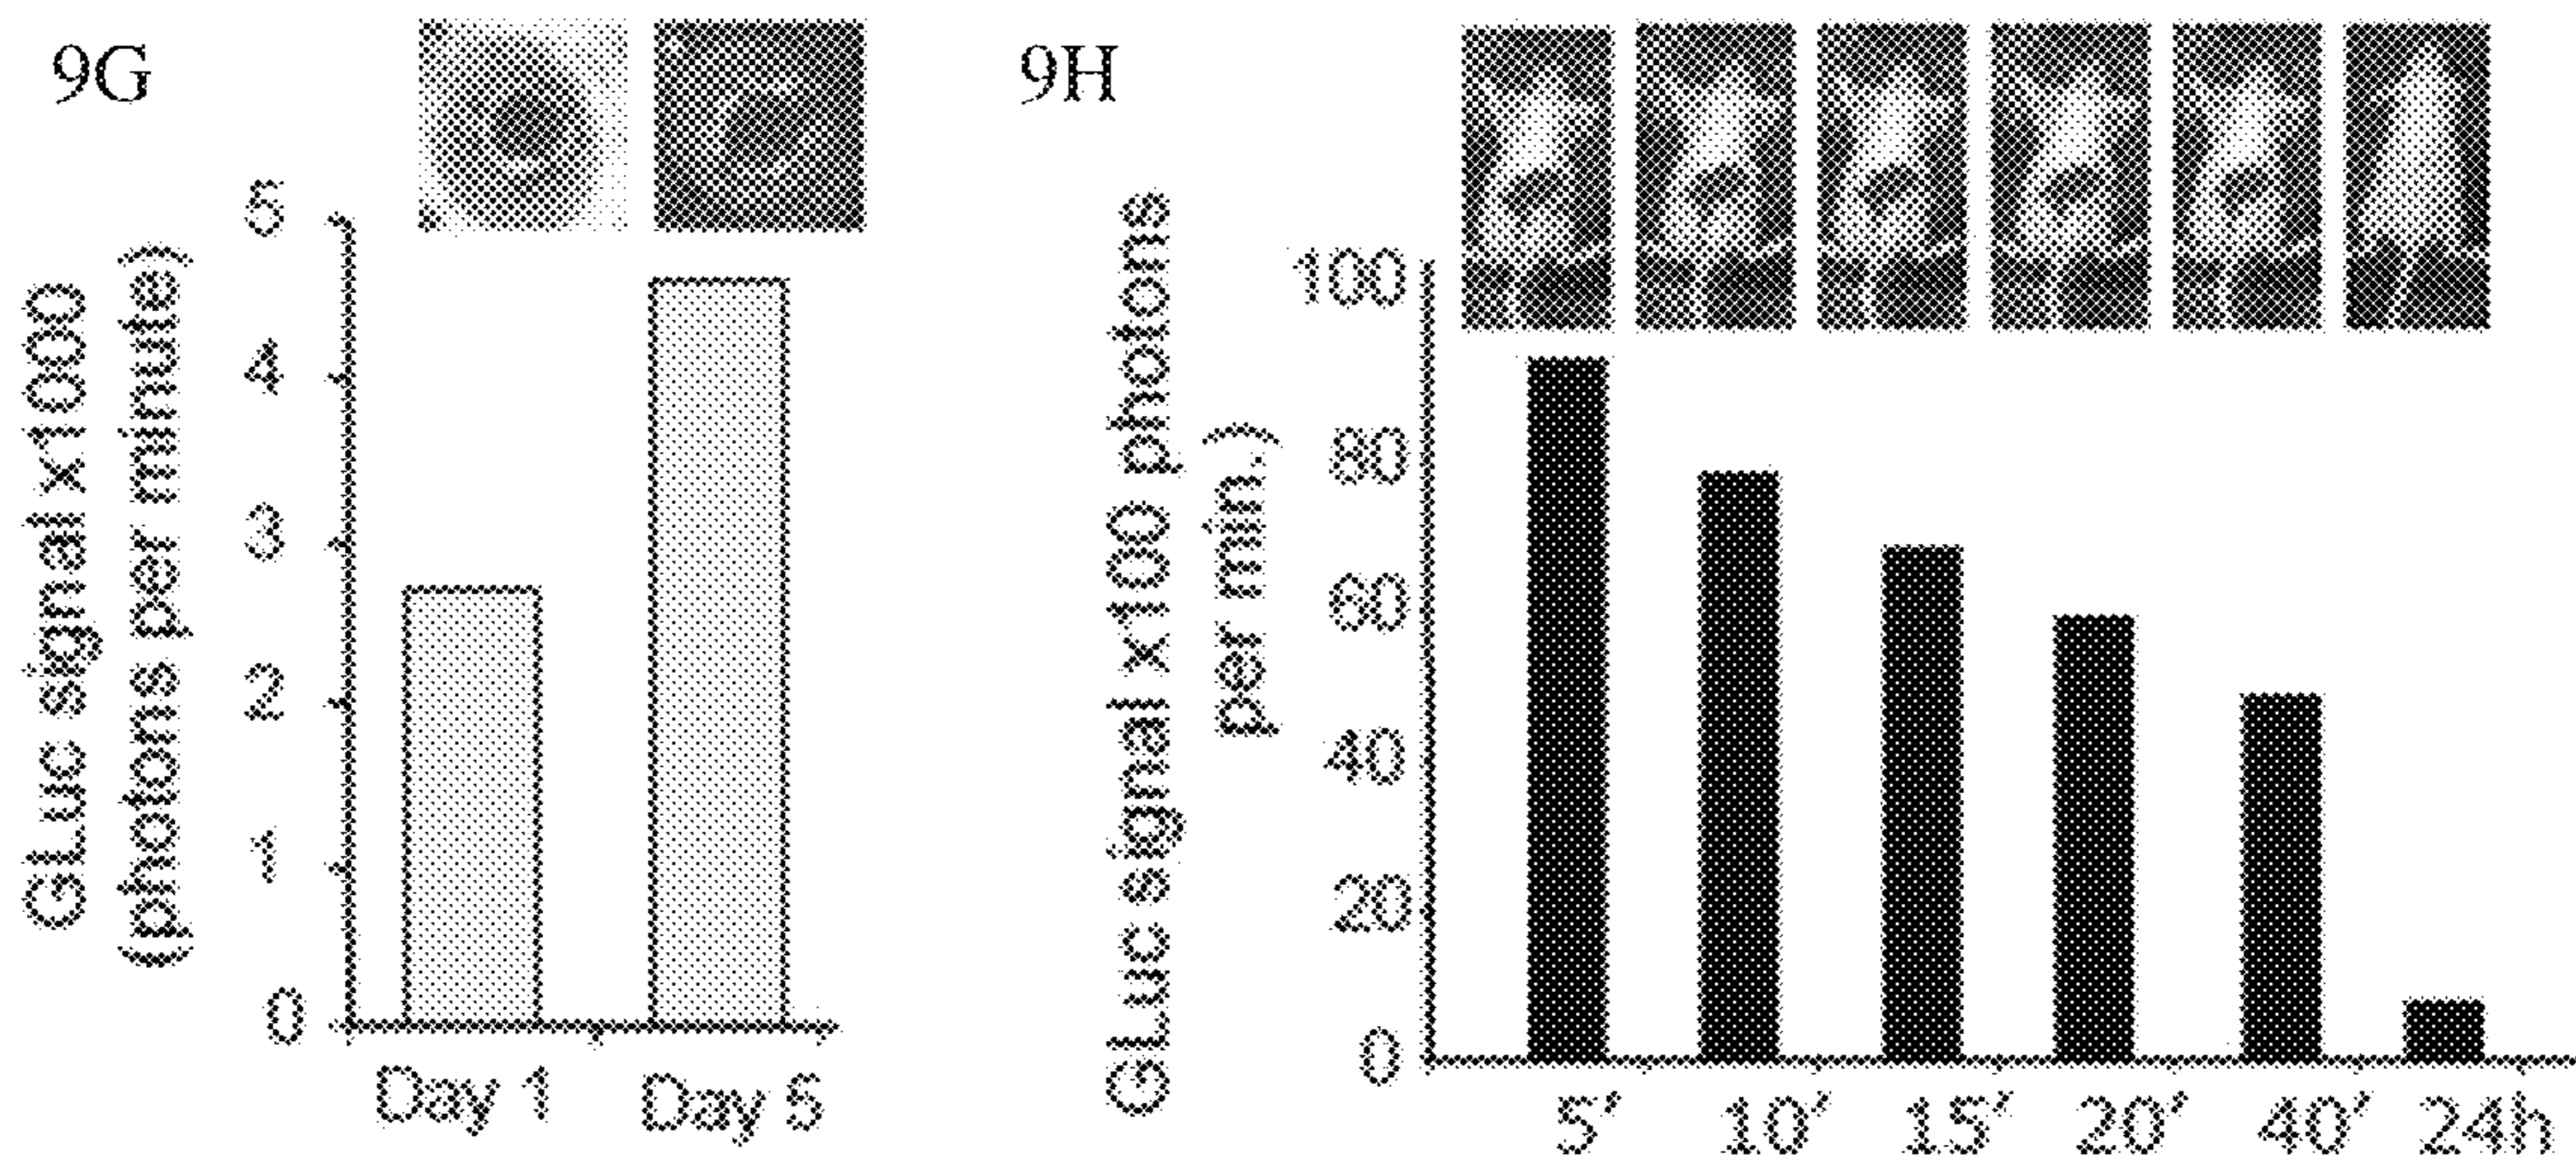 9G
GLuc signal x1000
(photons per minute)
5
4
3
2
1
0
Day 1
Day 5
9H
GLuc signal x100 photons
per min.)
100
80
60
40
20
0
5′
10′
15′
20′
40′
24h